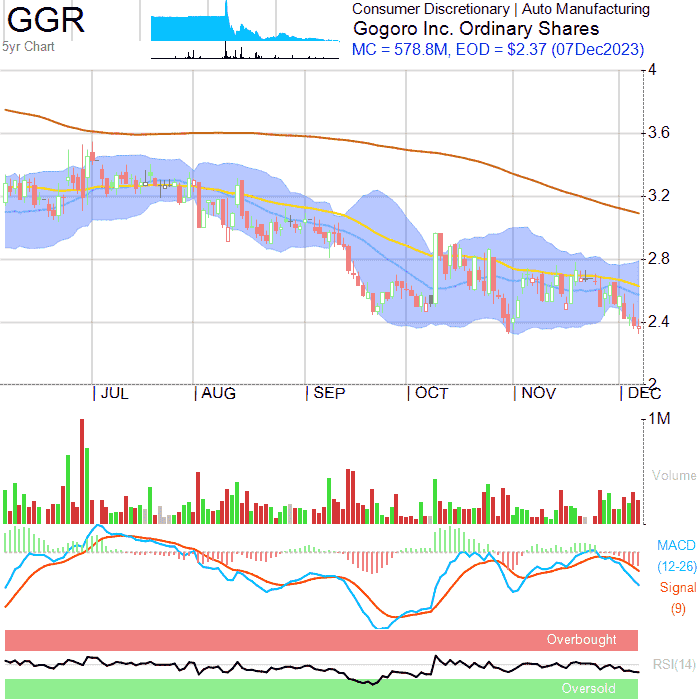 GGR
5yr Chart
Consumer Discretionary | Auto Manufacturing
Gogoro Inc. Ordinary Shares
MC = 578.8M, EOD = $2.37 (07Dec2023)
4
3.6
3.2
2.8
2.4
2
JUL AUG SEP OCT NOV DEC
1M
Volume
MACD
(12-26)
Signal
(9)
Overbought
RSI(14)
Oversold